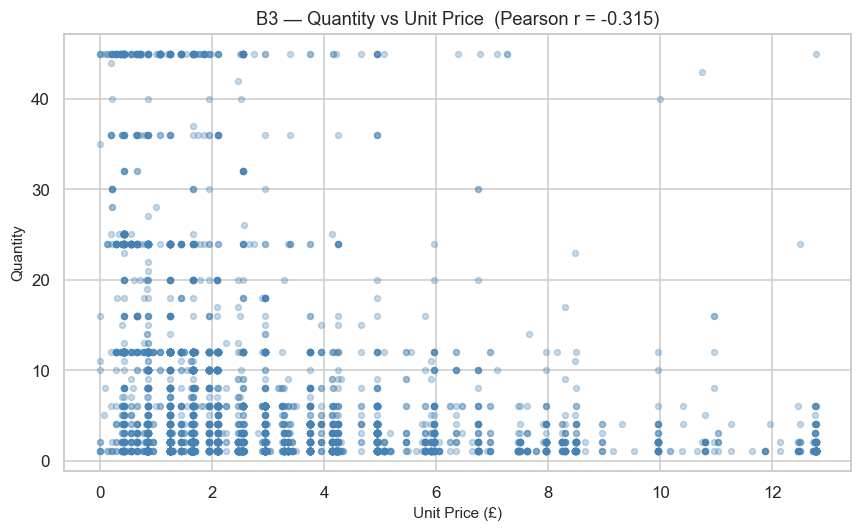 B3 — Quantity vs Unit Price  (Pearson r = -0.315)
Quantity
40
30
20
10
0
0 2 4 6 8 10 12
Unit Price (£)